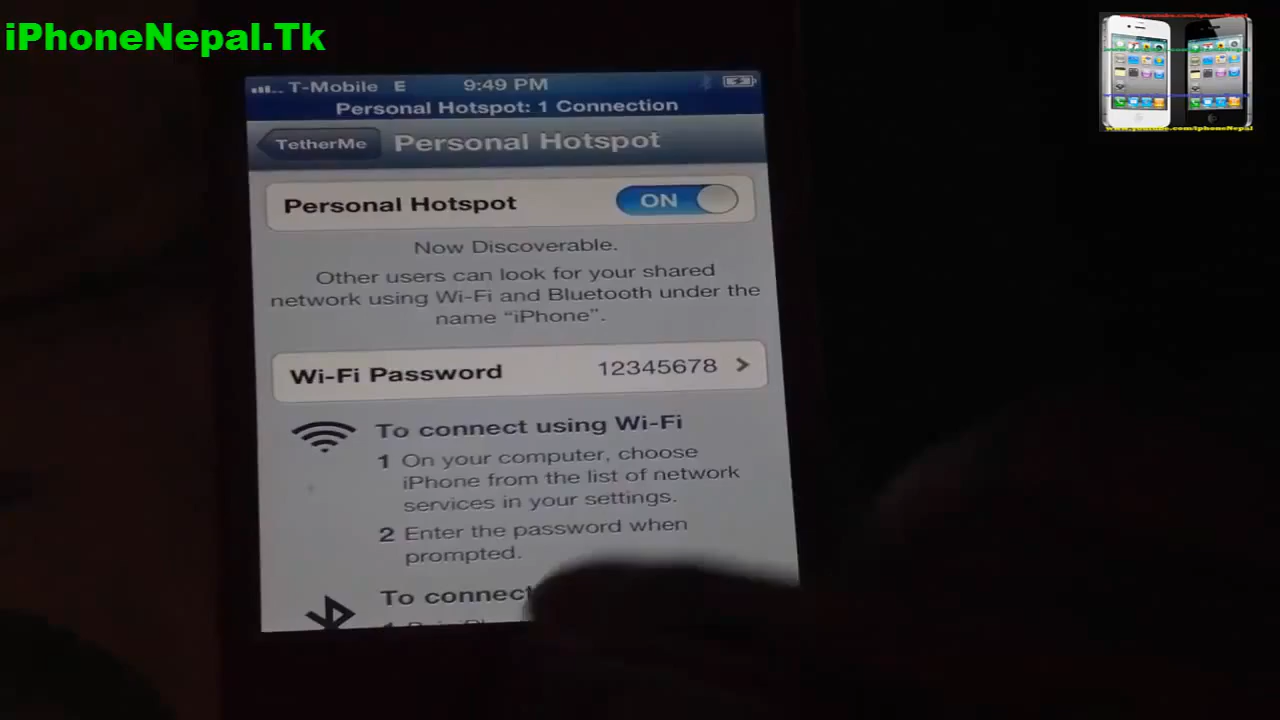 iPhoneNepal.Tk
T-Mobile E 9:49 PM
Personal Hotspot: 1 Connection
TetherMe Personal Hotspot
Personal Hotspot ON
Now Discoverable.
Other users can look for your shared
network using Wi-Fi and Bluetooth under the
name “iPhone”.
Wi-Fi Password 12345678
To connect using Wi-Fi
1 On your computer, choose
iPhone from the list of network
services in your settings.
2 Enter the password when
prompted.
To connect